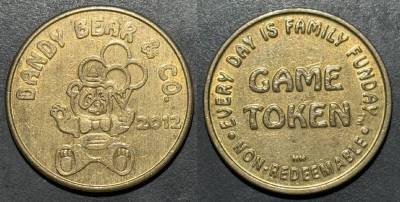 DANDY BEAR & CO.
2012
EVERY DAY IS FAMILY FUNDAY
GAME
TOKEN
NON-REDEEMABLE